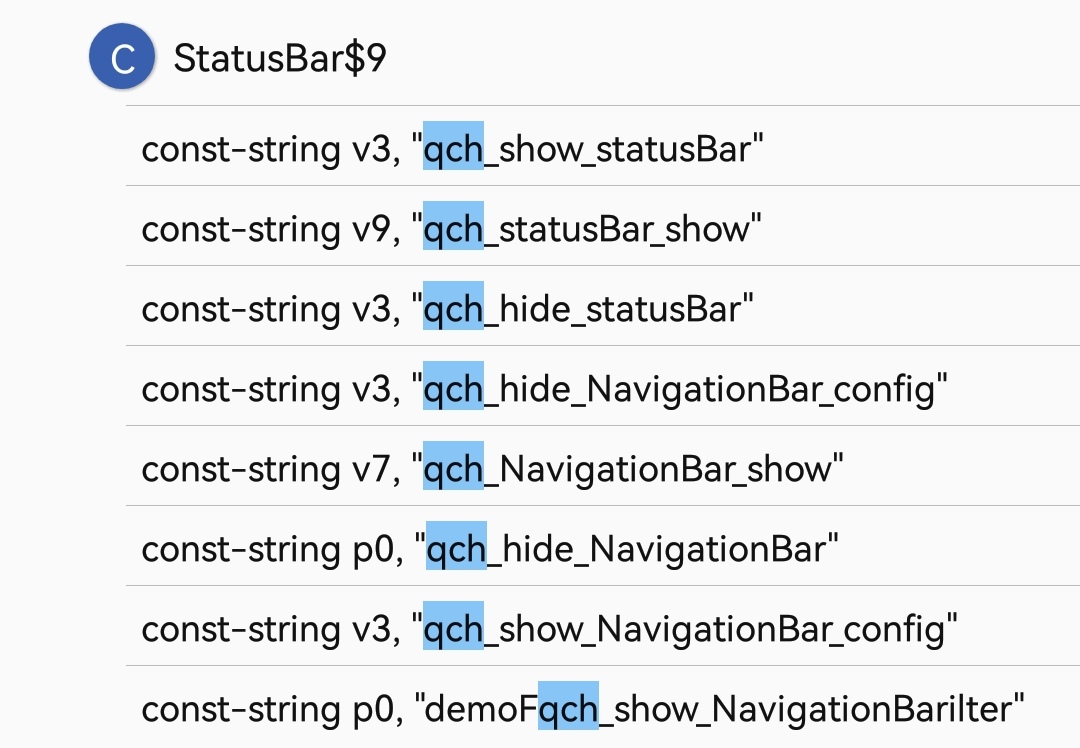 C StatusBar$9
const-string v3, "qch_show_statusBar"
const-string v9, "qch_statusBar_show"
const-string v3, "qch_hide_statusBar"
const-string v3, "qch_hide_NavigationBar_config"
const-string v7, "qch_NavigationBar_show"
const-string p0, "qch_hide_NavigationBar"
const-string v3, "qch_show_NavigationBar_config"
const-string p0, "demoFqch_show_NavigationBarilter"